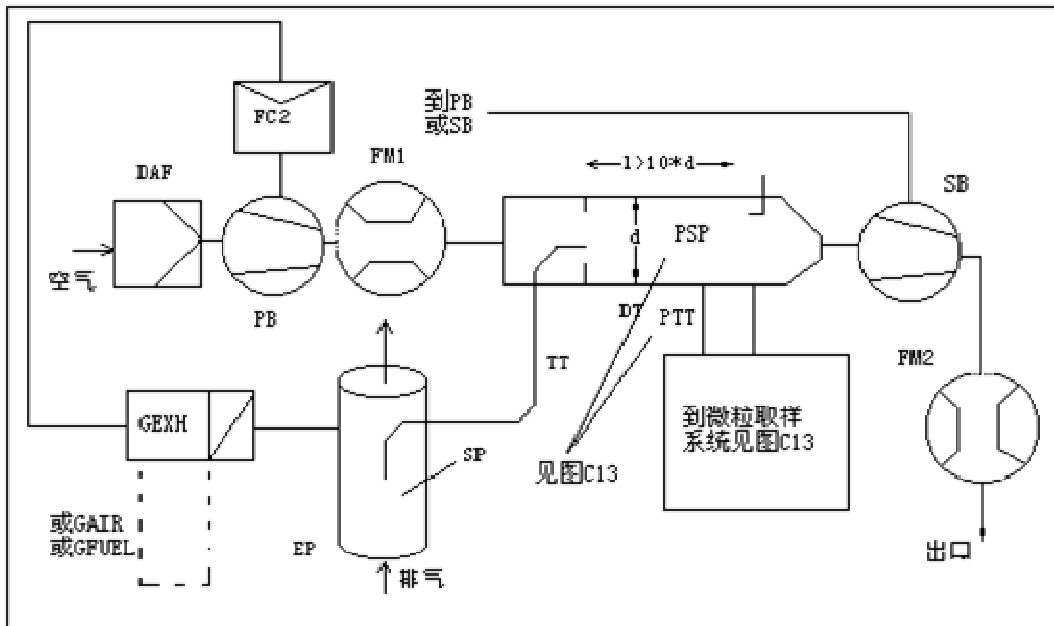 到PB
或SB
FC2
FM1
l>10*d
DAF
SB
d
PSP
空气
PB
DT
PTT
TT
FM2
GEXH
到微粒取样
系统见图C13
SP
见图C13
或GAIR
或GFUEL
EP
排气
出口